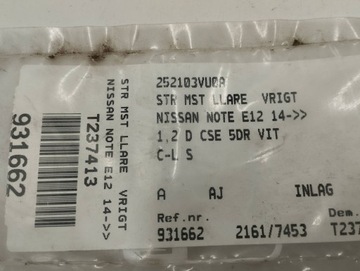 252103VU0A
STR MST LLARE VRIGT
NISSAN NOTE E12 14->>
1,2 D CSE 5DR VIT
C-L S
A AJ INLAG
Ref.nr. Dem.
931662 2161/7453 T237
STR MST LLARE VRIGT
NISSAN NOTE E12 14->>
T237413
931662